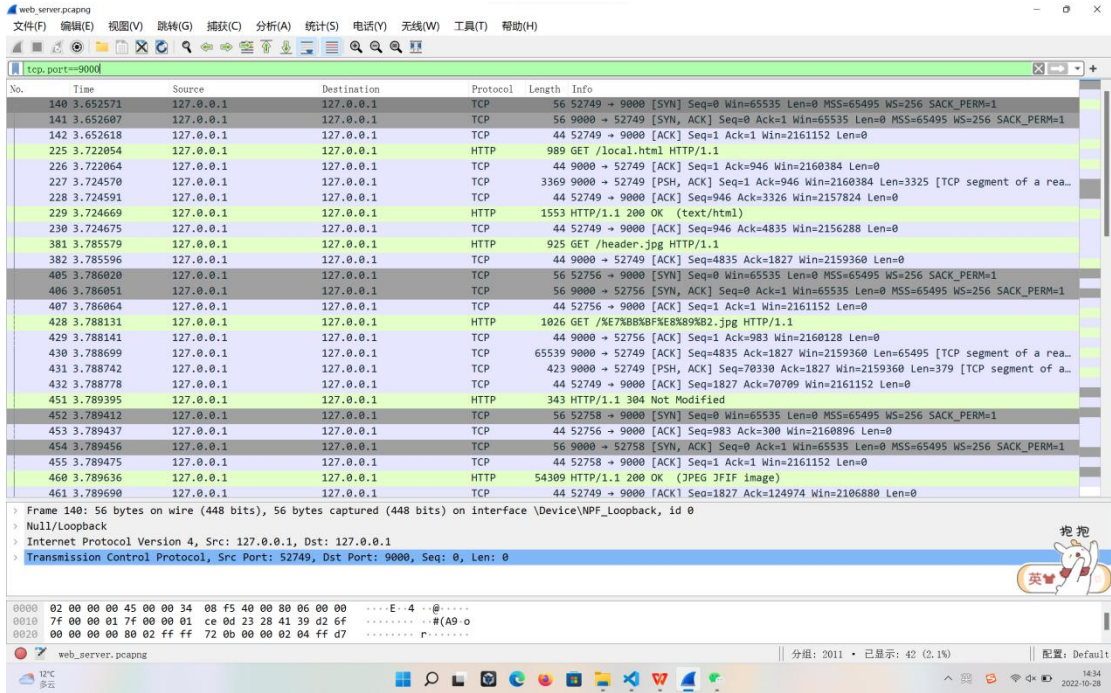 web_server.pcapng
文件(F) 编辑(E) 视图(V) 跳转(G) 捕获(C) 分析(A) 统计(S) 电话(Y) 无线(W) 工具(T) 帮助(H)
tcp.port==9000
No. Time Source Destination Protocol Length Info
140 3.652571 127.0.0.1 127.0.0.1 TCP 56 52749 → 9000 [SYN] Seq=0 Win=65535 Len=0 MSS=65495 WS=256 SACK_PERM=1
141 3.652607 127.0.0.1 127.0.0.1 TCP 56 9000 → 52749 [SYN, ACK] Seq=0 Ack=1 Win=65535 Len=0 MSS=65495 WS=256 SACK_PERM=1
142 3.652618 127.0.0.1 127.0.0.1 TCP 44 52749 → 9000 [ACK] Seq=1 Ack=1 Win=2161152 Len=0
225 3.722054 127.0.0.1 127.0.0.1 HTTP 989 GET /local.html HTTP/1.1
226 3.722064 127.0.0.1 127.0.0.1 TCP 44 9000 → 52749 [ACK] Seq=1 Ack=946 Win=2160384 Len=0
227 3.724570 127.0.0.1 127.0.0.1 TCP 3369 9000 → 52749 [PSH, ACK] Seq=1 Ack=946 Win=2160384 Len=3325 [TCP segment of a rea…
228 3.724591 127.0.0.1 127.0.0.1 TCP 44 52749 → 9000 [ACK] Seq=946 Ack=3326 Win=2157824 Len=0
229 3.724669 127.0.0.1 127.0.0.1 HTTP 1553 HTTP/1.1 200 OK (text/html)
230 3.724675 127.0.0.1 127.0.0.1 TCP 44 52749 → 9000 [ACK] Seq=946 Ack=4835 Win=2156288 Len=0
381 3.785579 127.0.0.1 127.0.0.1 HTTP 925 GET /header.jpg HTTP/1.1
382 3.785596 127.0.0.1 127.0.0.1 TCP 44 9000 → 52749 [ACK] Seq=4835 Ack=1827 Win=2159360 Len=0
405 3.786020 127.0.0.1 127.0.0.1 TCP 56 52756 → 9000 [SYN] Seq=0 Win=65535 Len=0 MSS=65495 WS=256 SACK_PERM=1
406 3.786051 127.0.0.1 127.0.0.1 TCP 56 9000 → 52756 [SYN, ACK] Seq=0 Ack=1 Win=65535 Len=0 MSS=65495 WS=256 SACK_PERM=1
407 3.786064 127.0.0.1 127.0.0.1 TCP 44 52756 → 9000 [ACK] Seq=1 Ack=1 Win=2161152 Len=0
428 3.788131 127.0.0.1 127.0.0.1 HTTP 1026 GET /%E7%BB%BF%E8%89%B2.jpg HTTP/1.1
429 3.788141 127.0.0.1 127.0.0.1 TCP 44 9000 → 52756 [ACK] Seq=1 Ack=983 Win=2160128 Len=0
430 3.788699 127.0.0.1 127.0.0.1 TCP 65539 9000 → 52749 [ACK] Seq=4835 Ack=1827 Win=2159360 Len=65495 [TCP segment of a rea…
431 3.788742 127.0.0.1 127.0.0.1 TCP 423 9000 → 52749 [PSH, ACK] Seq=70330 Ack=1827 Win=2159360 Len=379 [TCP segment of a…
432 3.788778 127.0.0.1 127.0.0.1 TCP 44 52749 → 9000 [ACK] Seq=1827 Ack=70709 Win=2161152 Len=0
451 3.789395 127.0.0.1 127.0.0.1 HTTP 343 HTTP/1.1 304 Not Modified
452 3.789412 127.0.0.1 127.0.0.1 TCP 56 52758 → 9000 [SYN] Seq=0 Win=65535 Len=0 MSS=65495 WS=256 SACK_PERM=1
453 3.789437 127.0.0.1 127.0.0.1 TCP 44 52756 → 9000 [ACK] Seq=983 Ack=300 Win=2160896 Len=0
454 3.789456 127.0.0.1 127.0.0.1 TCP 56 9000 → 52758 [SYN, ACK] Seq=0 Ack=1 Win=65535 Len=0 MSS=65495 WS=256 SACK_PERM=1
455 3.789475 127.0.0.1 127.0.0.1 TCP 44 52758 → 9000 [ACK] Seq=1 Ack=1 Win=2161152 Len=0
460 3.789636 127.0.0.1 127.0.0.1 HTTP 54309 HTTP/1.1 200 OK (JPEG JFIF image)
461 3.789690 127.0.0.1 127.0.0.1 TCP 44 52749 → 9000 [ACK] Seq=1827 Ack=124974 Win=2106880 Len=0
Frame 140: 56 bytes on wire (448 bits), 56 bytes captured (448 bits) on interface \Device\NPF_Loopback, id 0
Null/Loopback
Internet Protocol Version 4, Src: 127.0.0.1, Dst: 127.0.0.1
Transmission Control Protocol, Src Port: 52749, Dst Port: 9000, Seq: 0, Len: 0
抱抱
英
0000 02 00 00 00 45 00 00 34 08 f5 40 00 80 06 00 00 ····E··4 ··@·····
0010 7f 00 00 01 7f 00 00 01 ce 0d 23 28 41 39 d2 6f ········ ··#(A9·o
0020 00 00 00 00 80 02 ff ff 72 0b 00 00 02 04 ff d7 ········ r·······
web_server.pcapng 分组: 2011 · 已显示: 42 (2.1%) 配置: Default
12°C
多云
英
14:34
2022-10-28